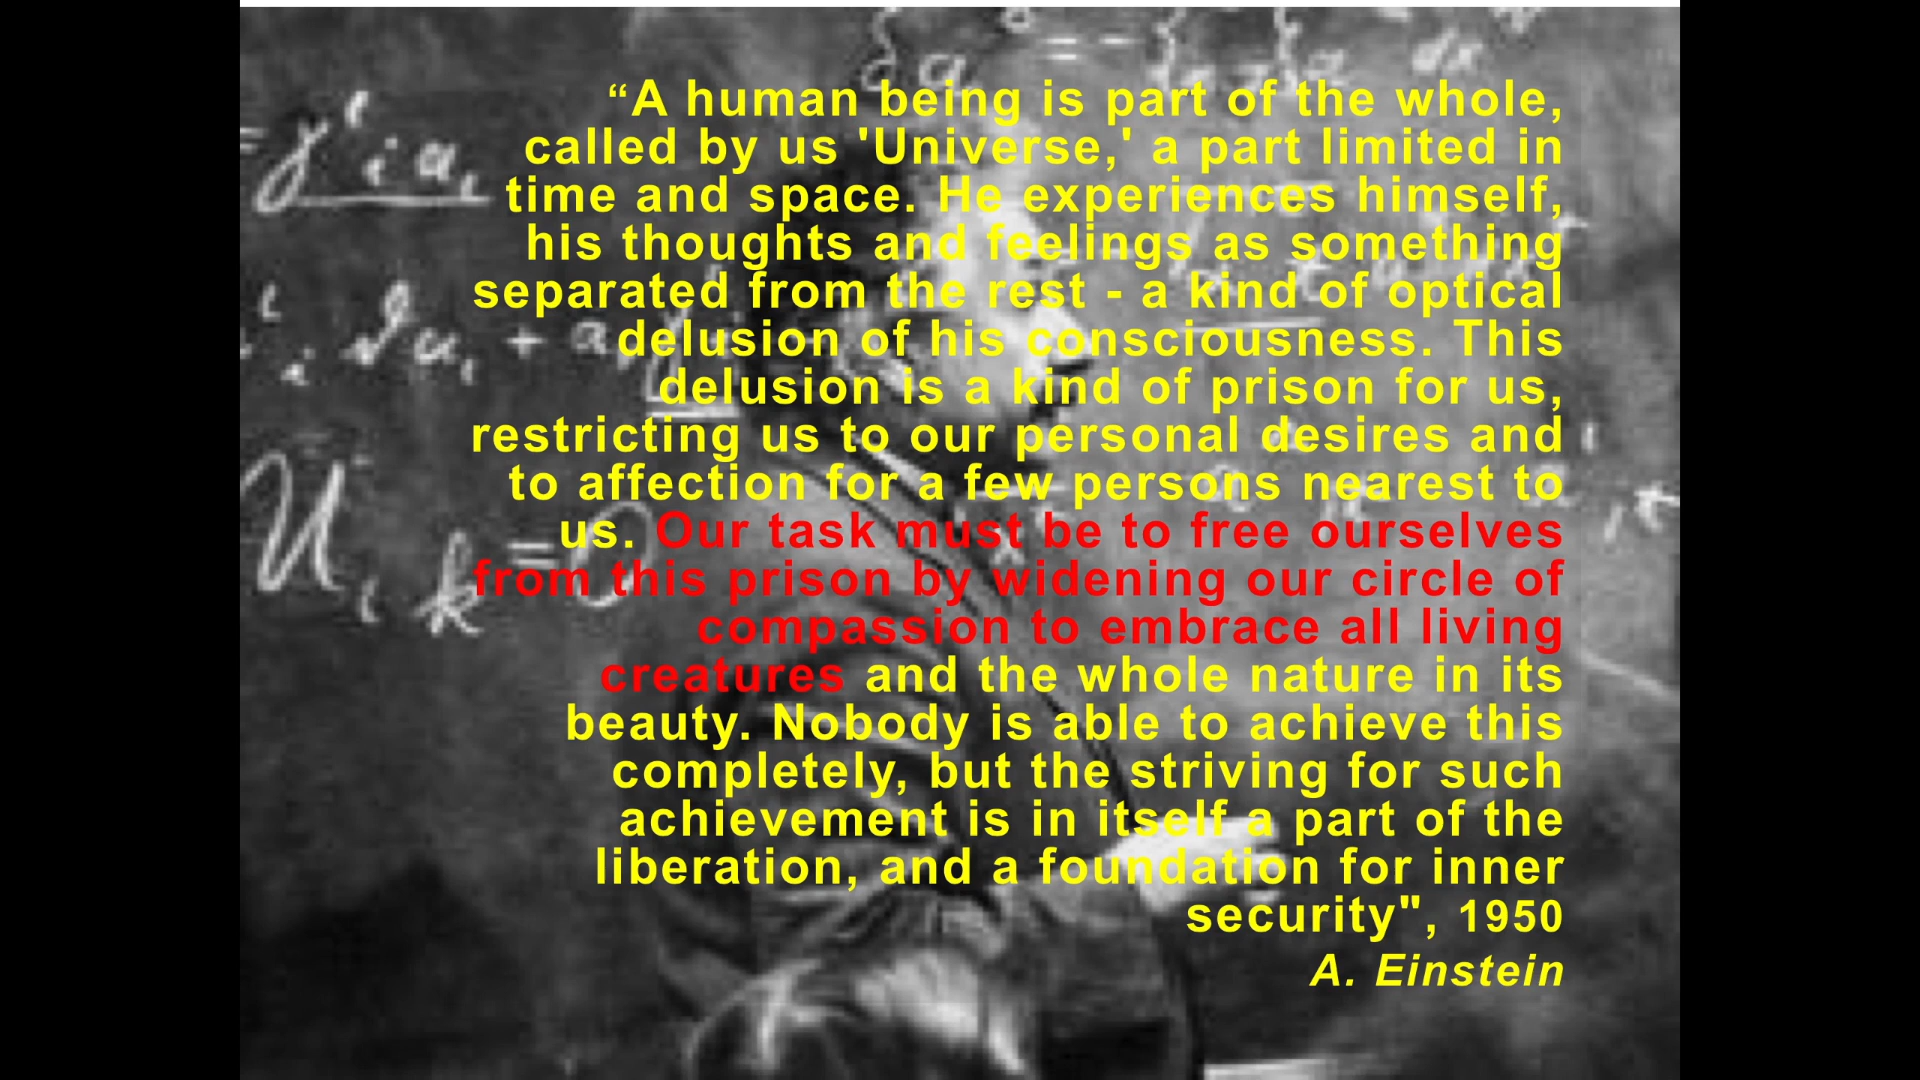 “A human being is part of the whole,
called by us 'Universe,' a part limited in
time and space. He experiences himself,
his thoughts and feelings as something
separated from the rest - a kind of optical
delusion of his consciousness. This
delusion is a kind of prison for us,
restricting us to our personal desires and
to affection for a few persons nearest to
us. Our task must be to free ourselves
from this prison by widening our circle of
compassion to embrace all living
creatures and the whole nature in its
beauty. Nobody is able to achieve this
completely, but the striving for such
achievement is in itself a part of the
liberation, and a foundation for inner
security", 1950
A. Einstein